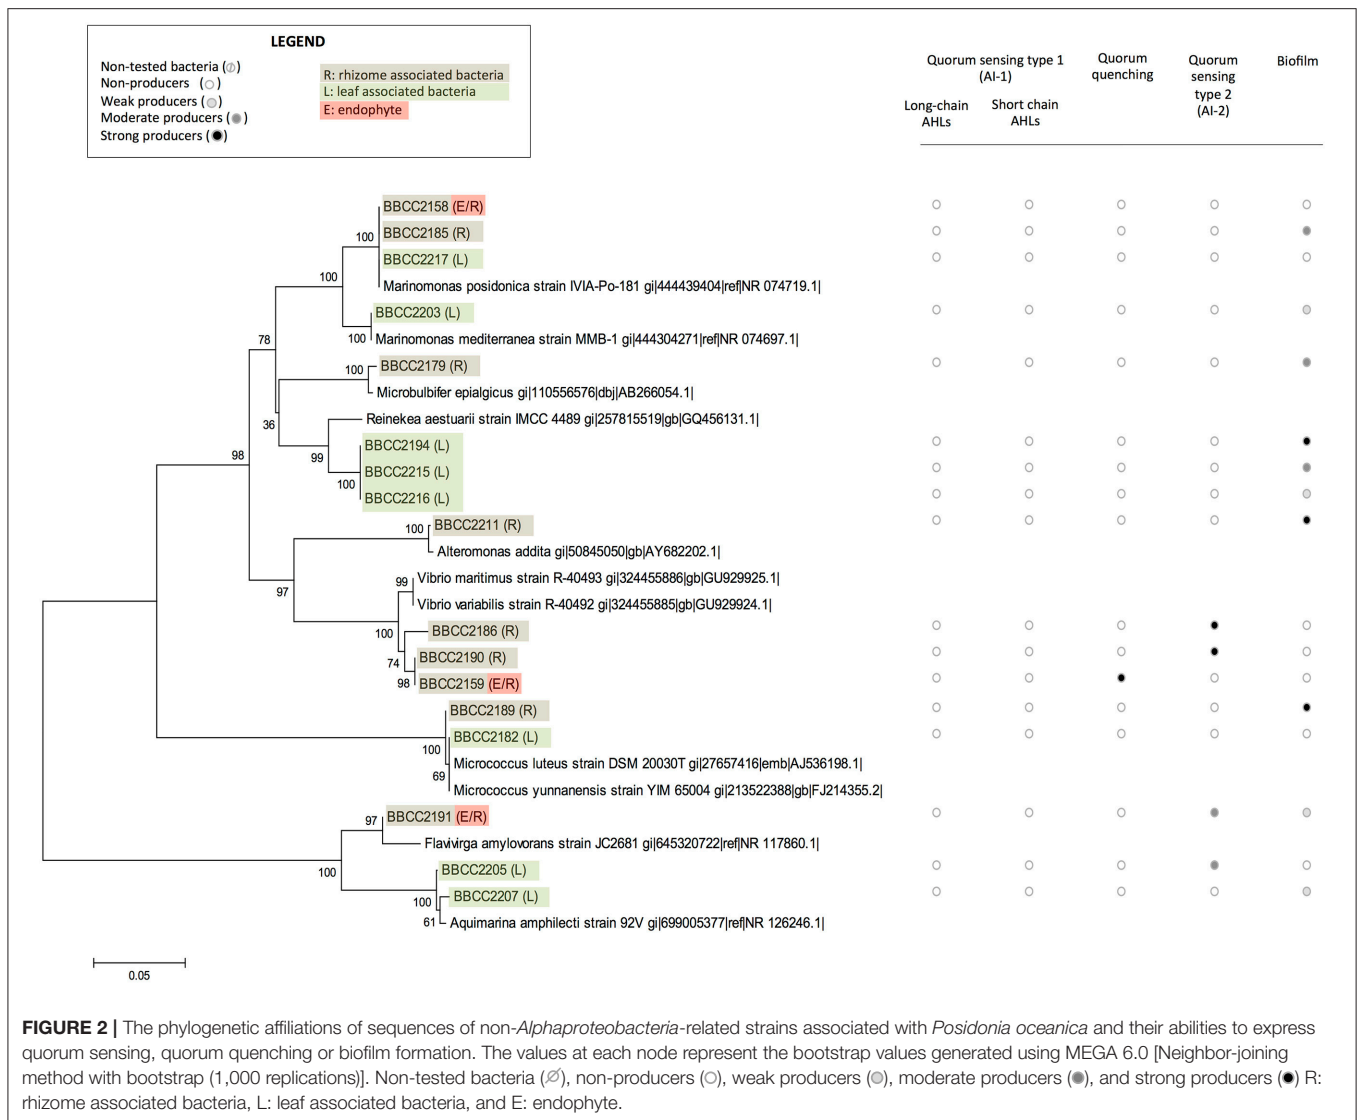 LEGEND
Non-tested bacteria (∅)
Non-producers (○)
Weak producers (●)
Moderate producers (●)
Strong producers (●)
R: rhizome associated bacteria
L: leaf associated bacteria
E: endophyte
Quorum sensing type 1
(AI-1)
Long-chain
AHLs
Short chain
AHLs
Quorum
quenching
Quorum
sensing
type 2
(AI-2)
Biofilm
BBCC2158 (E/R)
BBCC2185 (R)
100
BBCC2217 (L)
100
Marinomonas posidonica strain IVIA-Po-181 gi|444439404|ref|NR 074719.1|
BBCC2203 (L)
100
Marinomonas mediterranea strain MMB-1 gi|444304271|ref|NR 074697.1|
78
BBCC2179 (R)
100
Microbulbifer epialgicus gi|110556576|dbj|AB266054.1|
Reinekea aestuarii strain IMCC 4489 gi|257815519|gb|GQ456131.1|
36
BBCC2194 (L)
98
99
BBCC2215 (L)
100
BBCC2216 (L)
BBCC2211 (R)
100
Alteromonas addita gi|50845050|gb|AY682202.1|
Vibrio maritimus strain R-40493 gi|324455886|gb|GU929925.1|
99
97
Vibrio variabilis strain R-40492 gi|324455885|gb|GU929924.1|
100
BBCC2186 (R)
BBCC2190 (R)
74
98
BBCC2159 (E/R)
BBCC2189 (R)
BBCC2182 (L)
100
Micrococcus luteus strain DSM 20030T gi|27657416|emb|AJ536198.1|
69
Micrococcus yunnanensis strain YIM 65004 gi|213522388|gb|FJ214355.2|
BBCC2191 (E/R)
97
Flavivirga amylovorans strain JC2681 gi|645320722|ref|NR 117860.1|
100
BBCC2205 (L)
BBCC2207 (L)
100
61
Aquimarina amphilecti strain 92V gi|699005377|ref|NR 126246.1|
0.05
FIGURE 2 | The phylogenetic affiliations of sequences of non-Alphaproteobacteria-related strains associated with Posidonia oceanica and their abilities to express
quorum sensing, quorum quenching or biofilm formation. The values at each node represent the bootstrap values generated using MEGA 6.0 [Neighbor-joining
method with bootstrap (1,000 replications)]. Non-tested bacteria (∅), non-producers (○), weak producers (●), moderate producers (●), and strong producers (●) R:
rhizome associated bacteria, L: leaf associated bacteria, and E: endophyte.